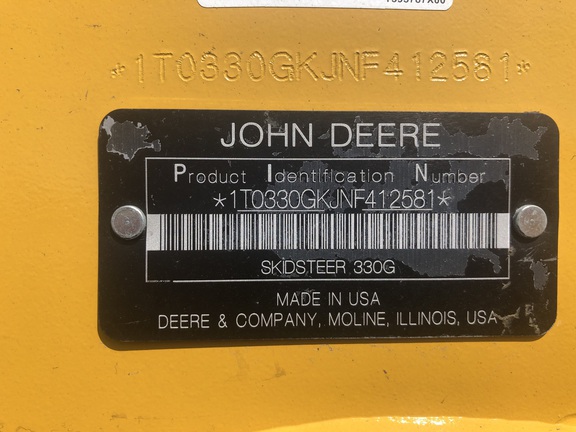 *1T0330GKJNF412581*
JOHN DEERE
Product Identification Number
*1T0330GKJNF412581*
SKIDSTEER 330G
MADE IN USA
DEERE & COMPANY, MOLINE, ILLINOIS, USA